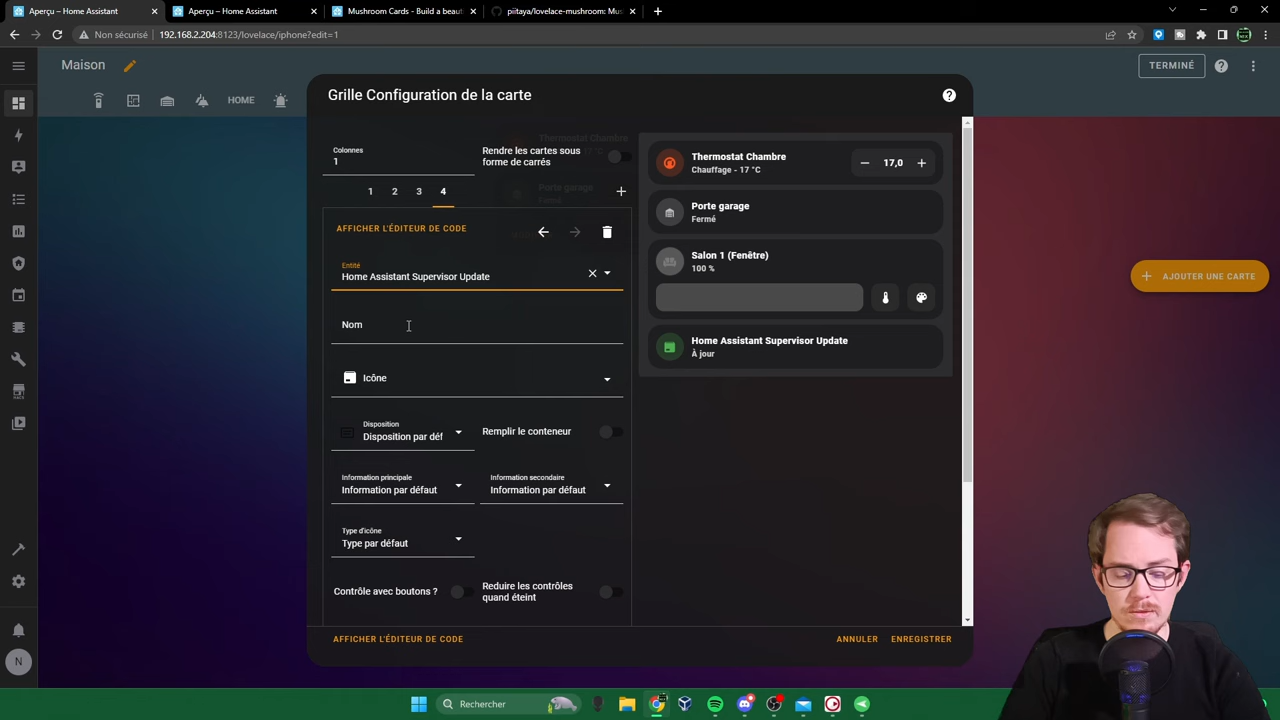 Aperçu – Home Assistant
Aperçu – Home Assistant
Mushroom Cards - Build a beaut
piitaya/lovelace-mushroom: Mus
Non sécurisé
192.168.2.204:8123/lovelace/iphone?edit=1
Maison
TERMINÉ
HOME
Grille Configuration de la carte
Colonnes
1
Rendre les cartes sous
forme de carrés
1 2 3 4
AFFICHER L'ÉDITEUR DE CODE
Entité
Home Assistant Supervisor Update
Nom
Icône
Disposition
Disposition par déf
Remplir le conteneur
Information principale
Information par défaut
Information secondaire
Information par défaut
Type d'icône
Type par défaut
Contrôle avec boutons ?
Reduire les contrôles
quand éteint
Thermostat Chambre
Chauffage - 17 °C
17,0
Porte garage
Fermé
Salon 1 (Fenêtre)
100 %
Home Assistant Supervisor Update
À jour
AJOUTER UNE CARTE
AFFICHER L'ÉDITEUR DE CODE
ANNULER
ENREGISTRER
N
Rechercher